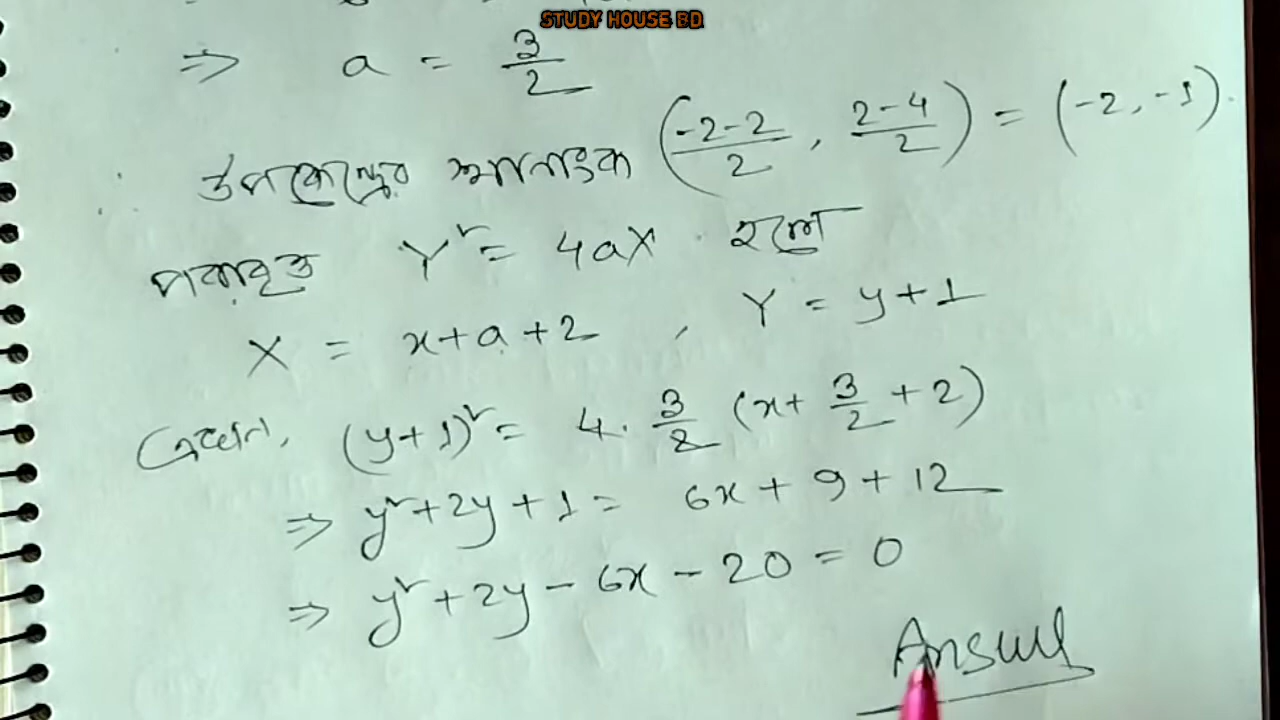 STUDY HOUSE BD
⇒ a = 3/2
উপকেন্দ্রের স্থানাংক ((-2-2)/2, (2-4)/2) = (-2, -1)
পরাবৃত্ত Y² = 4aX হলে
X = x+a+2 , Y = y+1
(y+1)² = 4. 3/2 (x+ 3/2 +2)
⇒ y²+2y+1 = 6x+9+12
⇒ y²+2y-6x-20 = 0
Answer